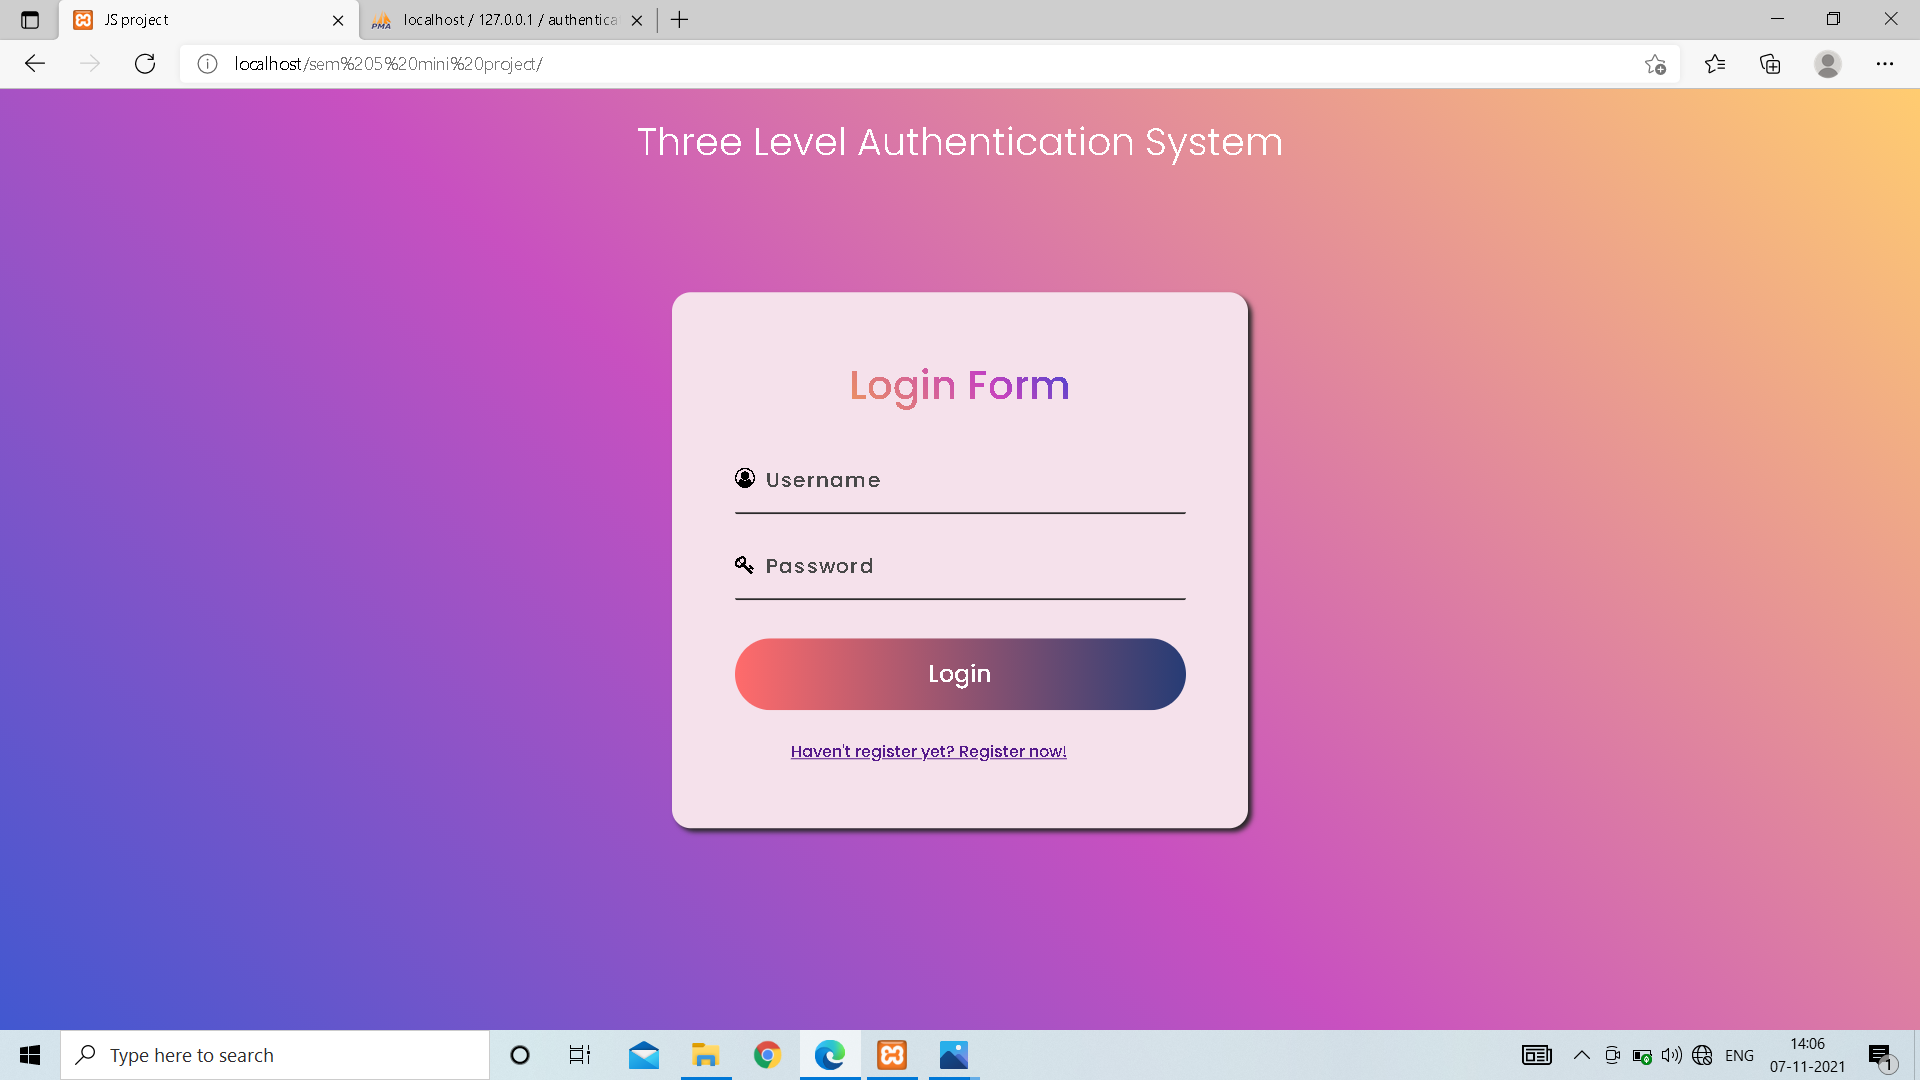 JS project
localhost / 127.0.0.1 / authentica
localhost/sem%205%20mini%20project/
Three Level Authentication System
Login Form
Username
Password
Login
Haven't register yet? Register now!
Type here to search
ENG
14:06
07-11-2021
1
PMA